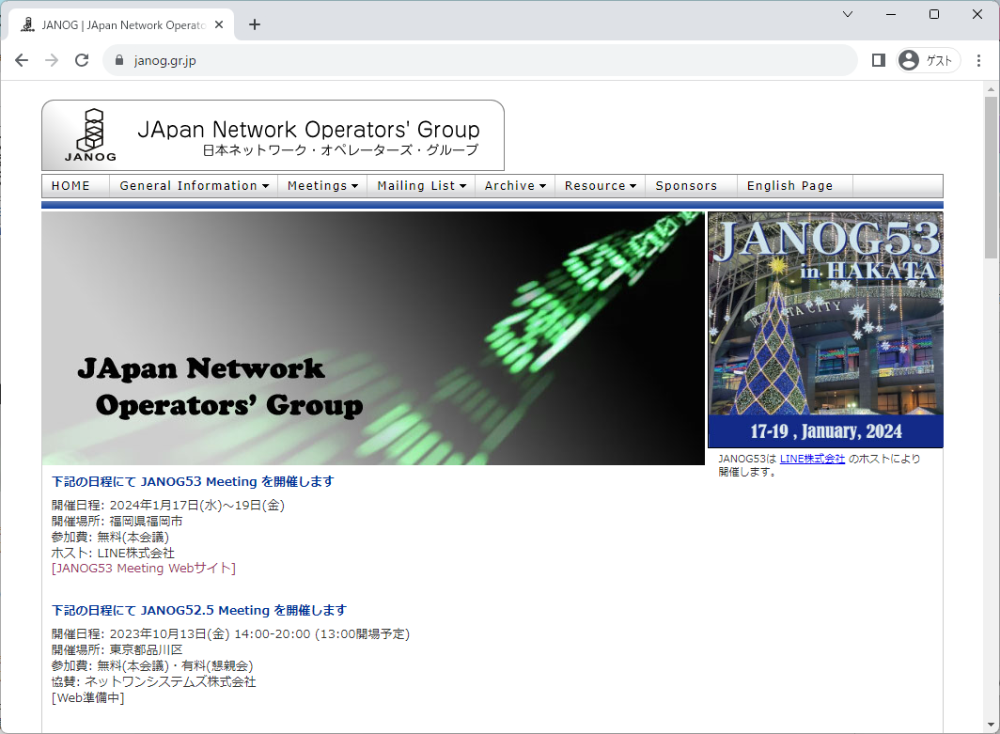 JANOG | JApan Network Operato
janog.gr.jp
ゲスト
JANOG
JApan Network Operators' Group
日本ネットワーク・オペレーターズ・グループ
HOME General Information Meetings Mailing List Archive Resource Sponsors English Page
JANOG53
in HAKATA
CITY
17-19 , January, 2024
JApan Network
Operators' Group
JANOG53は LINE株式会社 のホストにより
開催します。
下記の日程にて JANOG53 Meeting を開催します
開催日程: 2024年1月17日(水)～19日(金)
開催場所: 福岡県福岡市
参加費: 無料(本会議)
ホスト: LINE株式会社
[JANOG53 Meeting Webサイト]
下記の日程にて JANOG52.5 Meeting を開催します
開催日程: 2023年10月13日(金) 14:00-20:00 (13:00開場予定)
開催場所: 東京都品川区
参加費: 無料(本会議)・有料(懇親会)
協賛: ネットワンシステムズ株式会社
[Web準備中]